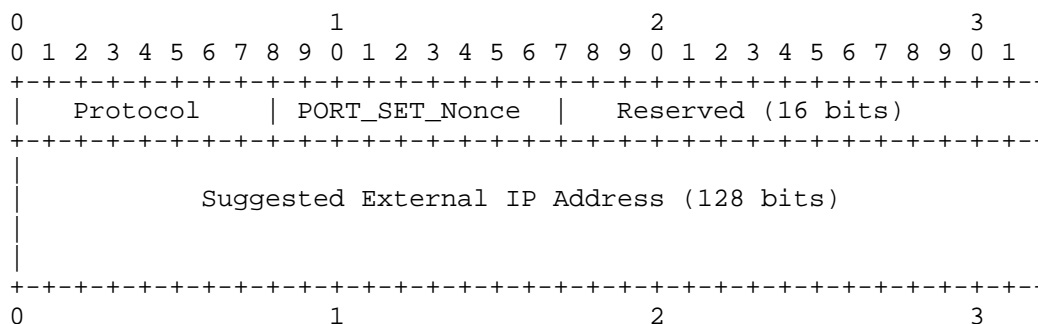 0                   1                   2                   3
0 1 2 3 4 5 6 7 8 9 0 1 2 3 4 5 6 7 8 9 0 1 2 3 4 5 6 7 8 9 0 1
+-+-+-+-+-+-+-+-+-+-+-+-+-+-+-+-+-+-+-+-+-+-+-+-+-+-+-+-+-+-+-+-+-
|   Protocol    | PORT_SET_Nonce  |   Reserved (16 bits)
+-+-+-+-+-+-+-+-+-+-+-+-+-+-+-+-+-+-+-+-+-+-+-+-+-+-+-+-+-+-+-+-+-
|
|           Suggested External IP Address (128 bits)
|
|
+-+-+-+-+-+-+-+-+-+-+-+-+-+-+-+-+-+-+-+-+-+-+-+-+-+-+-+-+-+-+-+-+-
0                   1                   2                   3